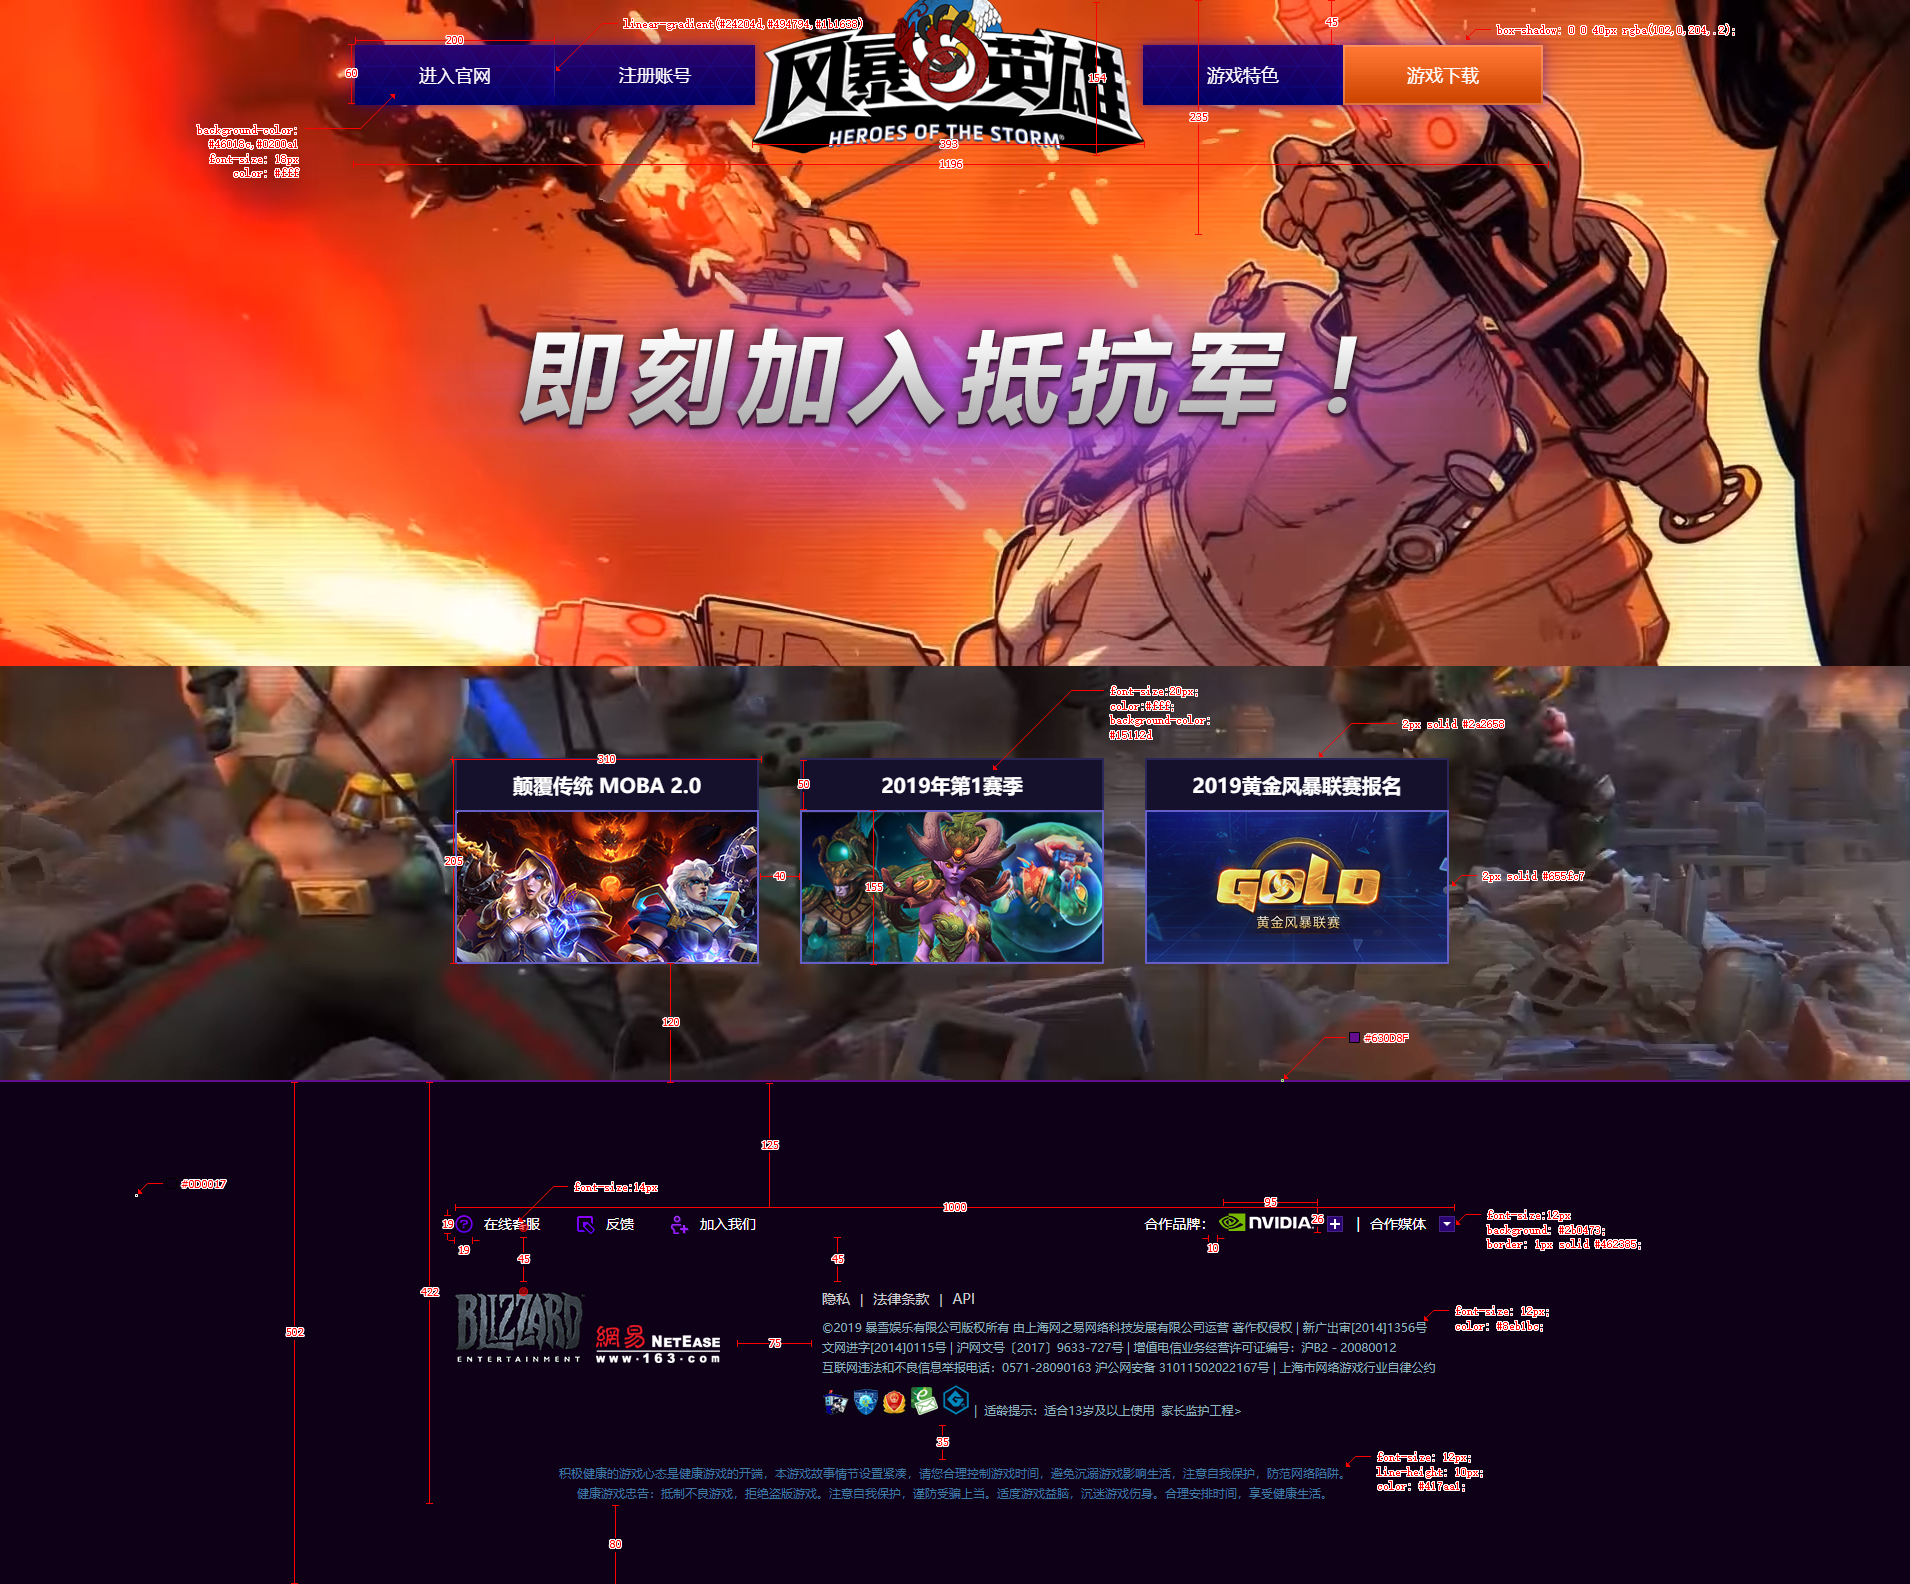 linear-gradient(#24204d,#494794,#1b1638)
45
box-shadow: 0 0 40px rgba(102,0,204,.2);
200
60
进入官网
注册账号
风暴英雄
HEROES OF THE STORM
154
游戏特色
游戏下载
235
background-color:
#46018c,#0200a1
font-size: 18px
color: #fff
393
1196
即刻加入抵抗军！
font-size:20px;
color:#fff;
background-color:
#15112d
2px solid #2a2658
310
50
颠覆传统 MOBA 2.0
2019年第1赛季
2019黄金风暴联赛报名
205
40
155
GOLD
黄金风暴联赛
2px solid #655fc7
120
#630D8F
125
#0D0017
font-size:14px
1000
95
19
在线客服
反馈
加入我们
合作品牌：
NVIDIA
26
| 合作媒体
font-size:12px
background: #2b0473;
border: 1px solid #462385;
19
10
45
45
422
隐私 | 法律条款 | API
font-size: 12px;
color: #8eb1bc;
BLIZZARD
ENTERTAINMENT
網易 NETEASE
www.163.com
75
502
©2019 暴雪娱乐有限公司版权所有 由上海网之易网络科技发展有限公司运营 著作权侵权 | 新广出审[2014]1356号
文网进字[2014]0115号 | 沪网文号〔2017〕9633-727号 | 增值电信业务经营许可证编号：沪B2 - 20080012
互联网违法和不良信息举报电话：0571-28090163 沪公网安备 31011502022167号 | 上海市网络游戏行业自律公约
| 适龄提示：适合13岁及以上使用 家长监护工程>
35
积极健康的游戏心态是健康游戏的开端，本游戏故事情节设置紧凑，请您合理控制游戏时间，避免沉溺游戏影响生活，注意自我保护，防范网络陷阱。
健康游戏忠告：抵制不良游戏，拒绝盗版游戏。注意自我保护，谨防受骗上当。适度游戏益脑，沉迷游戏伤身。合理安排时间，享受健康生活。
font-size: 12px;
line-height: 10px;
color: #417aa1;
80